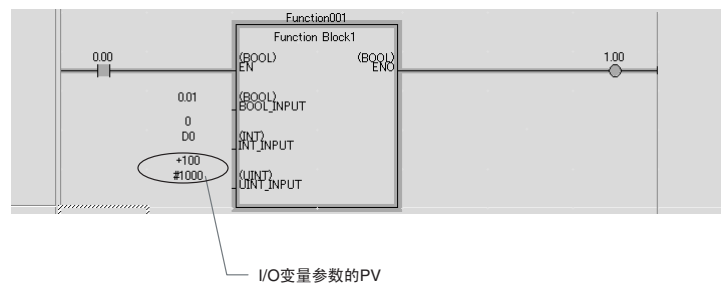 Function001
Function Block1
0.00
(BOOL)
EN
(BOOL)
ENO
1.00
0.01
(BOOL)
BOOL_INPUT
0
D0
(INT)
INT_INPUT
+100
#1000
(UINT)
UINT_INPUT
I/O变量参数的PV